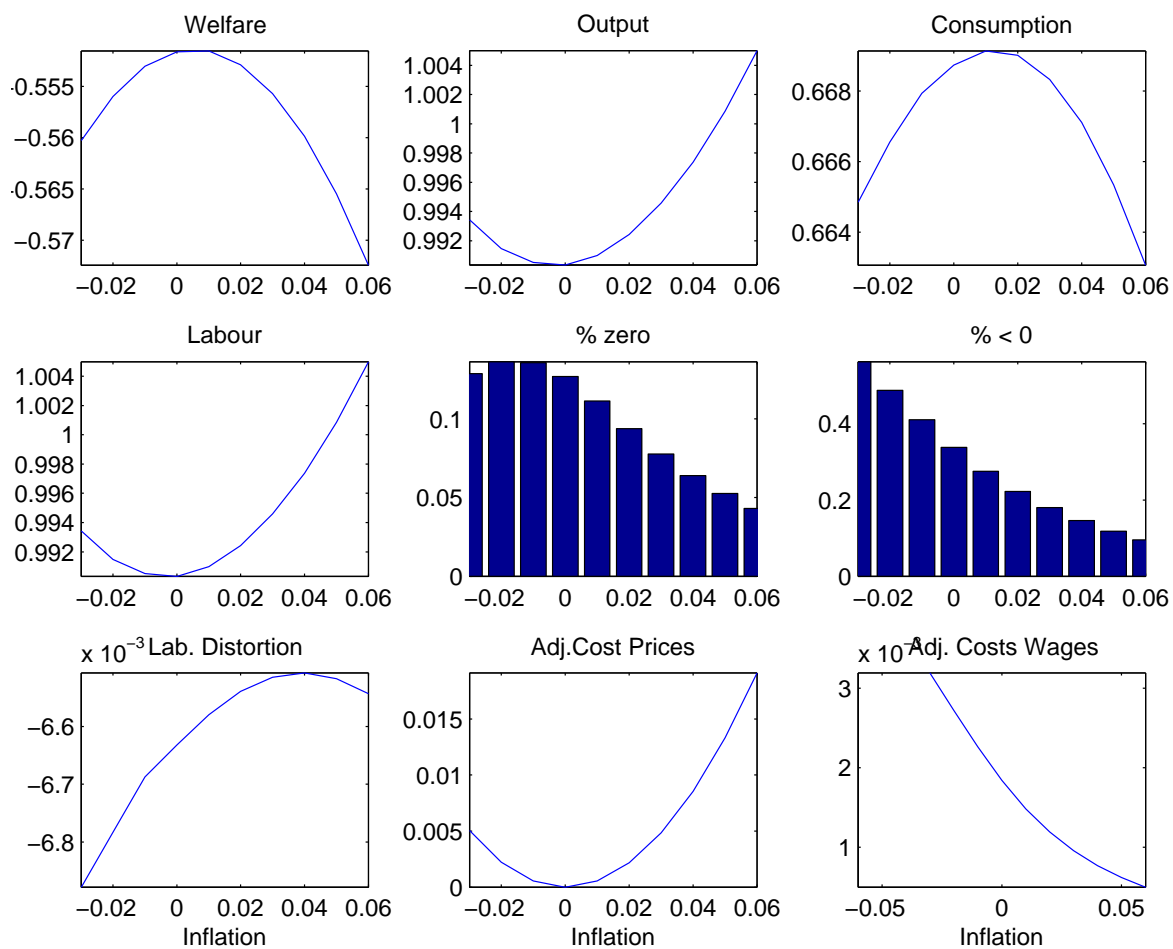 Welfare
−0.555
−0.56
−0.565
−0.57
−0.02 0 0.02 0.04 0.06
Output
1.004
1.002
1
0.998
0.996
0.994
0.992
−0.02 0 0.02 0.04 0.06
Consumption
0.668
0.666
0.664
−0.02 0 0.02 0.04 0.06
Labour
1.004
1.002
1
0.998
0.996
0.994
0.992
−0.02 0 0.02 0.04 0.06
% zero
0.1
0.05
0
−0.02 0 0.02 0.04 0.06
% < 0
0.4
0.2
0
−0.02 0 0.02 0.04 0.06
x 10−3 Lab. Distortion
−6.6
−6.7
−6.8
−0.02 0 0.02 0.04 0.06
Inflation
Adj.Cost Prices
0.015
0.01
0.005
0
−0.02 0 0.02 0.04 0.06
Inflation
x 10−3 Adj. Costs Wages
3
2
1
−0.05 0 0.05
Inflation